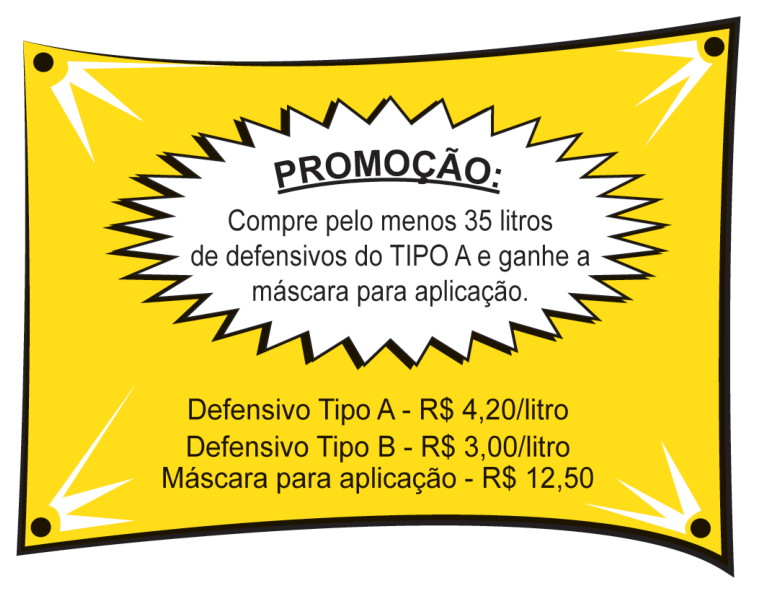 PROMOÇÃO:
Compre pelo menos 35 litros
de defensivos do TIPO A e ganhe a
máscara para aplicação.
Defensivo Tipo A - R$ 4,20/litro
Defensivo Tipo B - R$ 3,00/litro
Máscara para aplicação - R$ 12,50